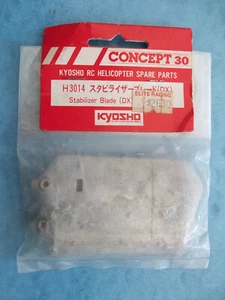 CONCEPT 30
KYOSHO RC HELICOPTER SPARE PARTS
H3014 スタビライザーブレード(DX)
Stabilizer Blade (DX)
ELITE RACING
KYOSHO